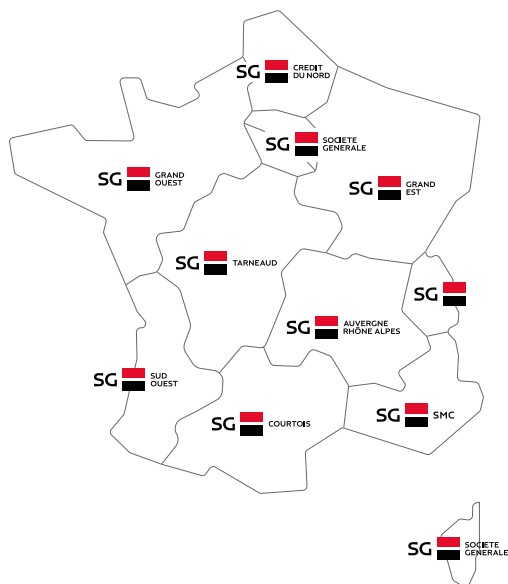 SG CREDIT
DU NORD
SG SOCIETE
GENERALE
SG GRAND
OUEST
SG GRAND
EST
SG TARNEAUD
SG
SG AUVERGNE
RHÔNE ALPES
SG SUD
OUEST
SG SMC
SG COURTOIS
SG SOCIETE
GENERALE